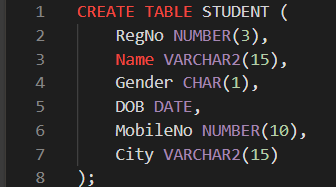 1 CREATE TABLE STUDENT (
2 RegNo NUMBER(3),
3 Name VARCHAR2(15),
4 Gender CHAR(1),
5 DOB DATE,
6 MobileNo NUMBER(10),
7 City VARCHAR2(15)
8 );